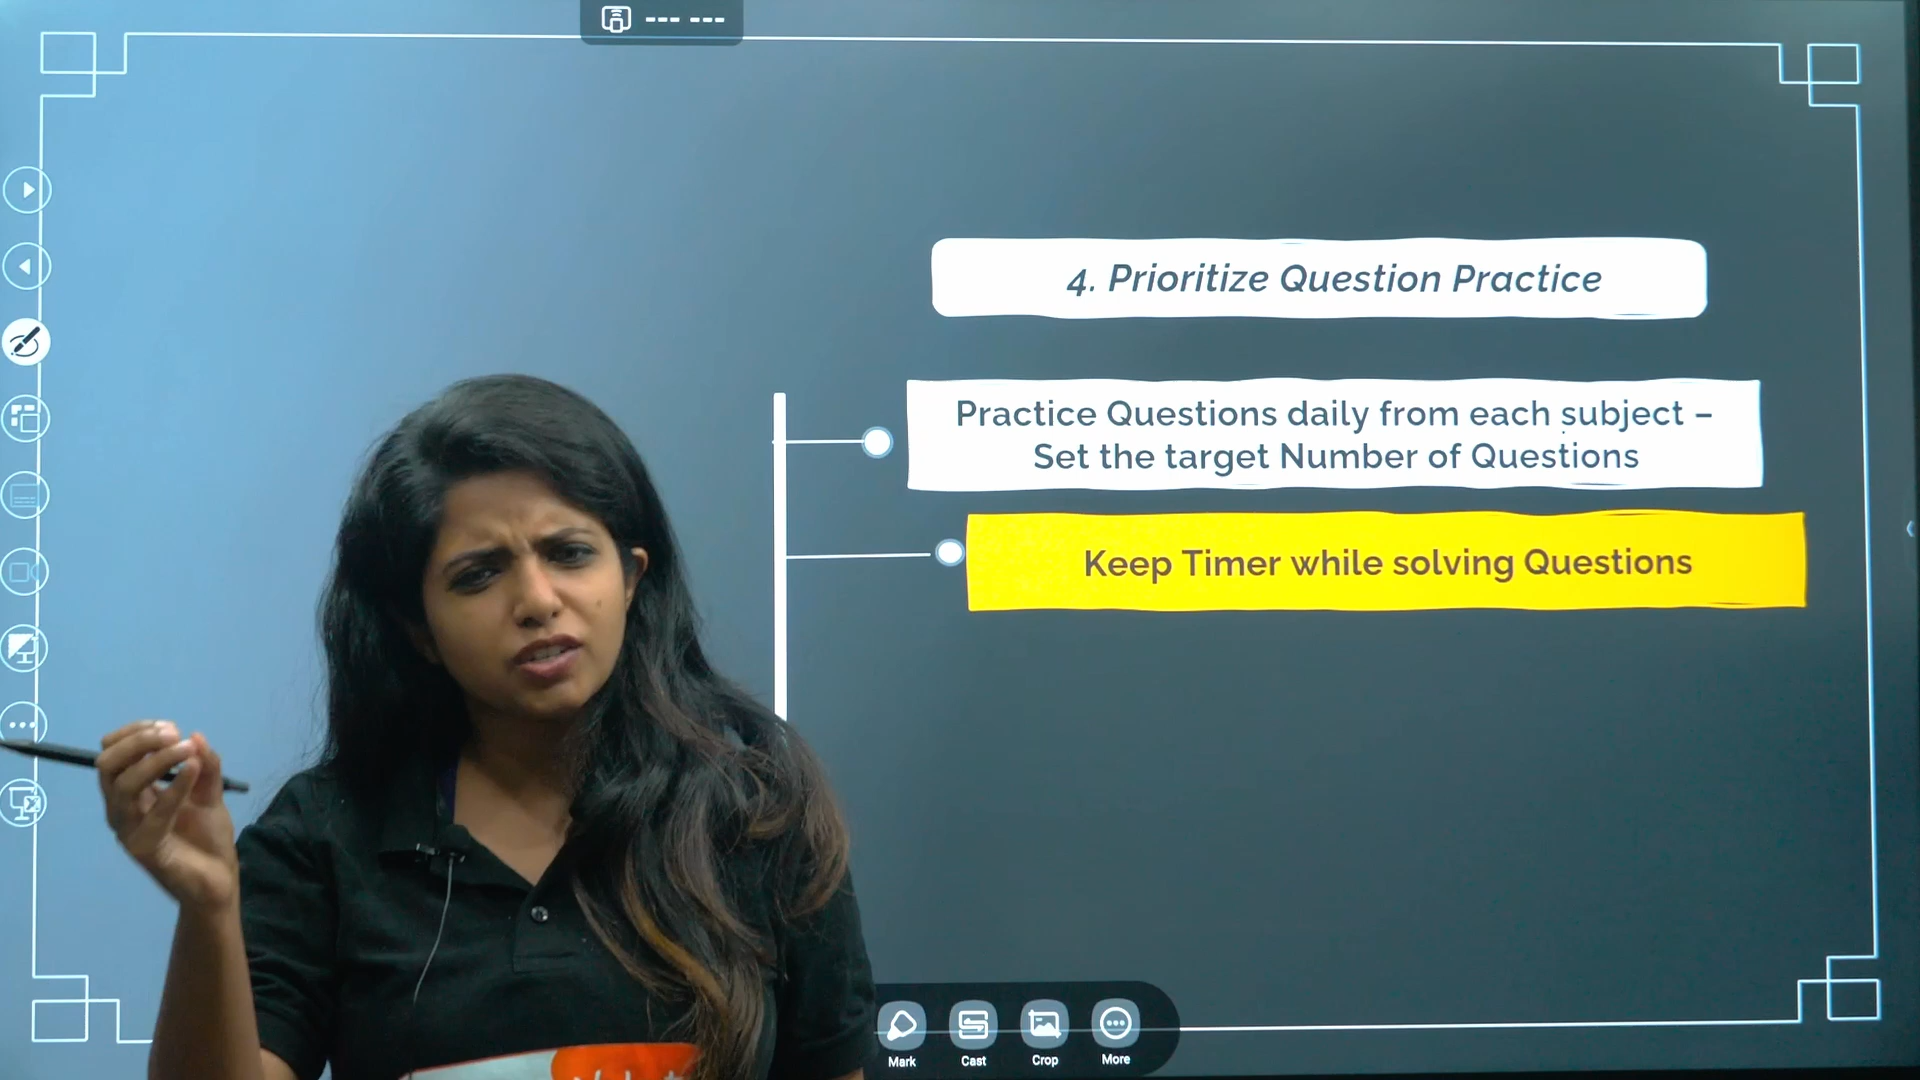 4. Prioritize Question Practice
Practice Questions daily from each subject –
Set the target Number of Questions
Keep Timer while solving Questions
Mark
Cast
Crop
More